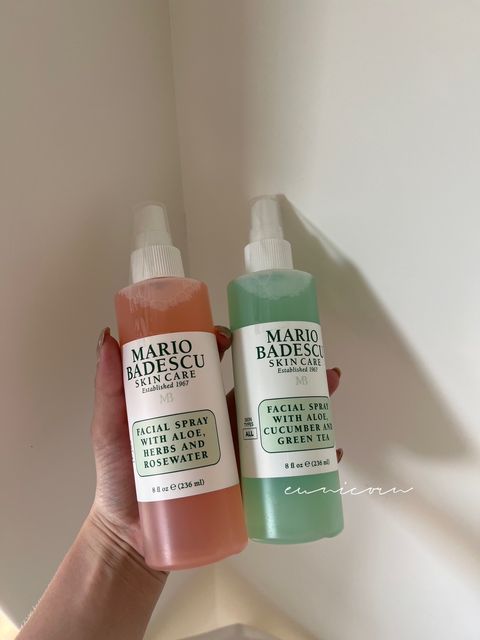 MARIO
BADESCU
SKIN CARE
Established 1967
MB
FACIAL SPRAY
WITH ALOE,
HERBS AND
ROSEWATER
8 fl oz ℮ (236 ml)
MARIO
BADESCU
SKIN CARE
Established 1967
MB
SKIN
TYPES
ALL
FACIAL SPRAY
WITH ALOE,
CUCUMBER AND
GREEN TEA
8 fl oz ℮ (236 ml)
eunicorn